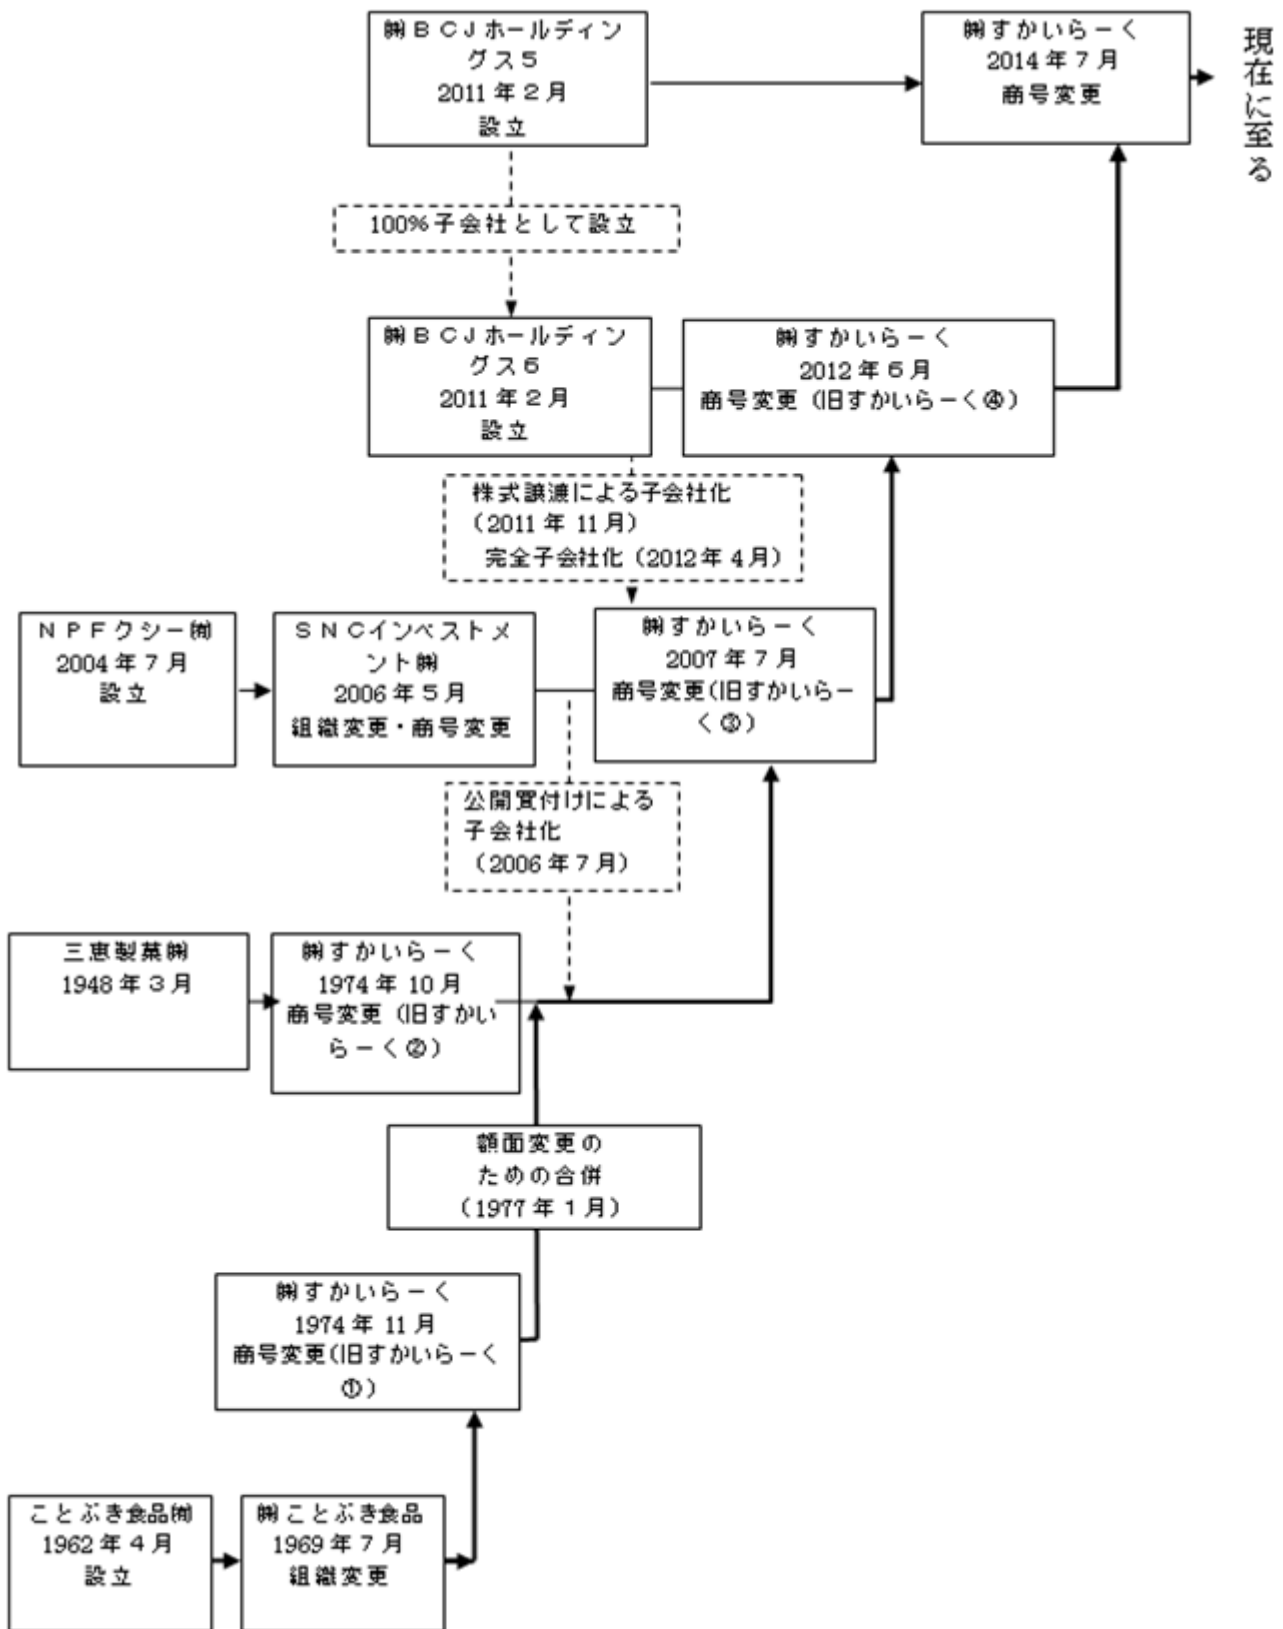 ㈱ＢＣＪホールディン
グス５
2011年２月
設立
㈱すかいらーく
2014年７月
商号変更
現在に至る
100%子会社として設立
㈱ＢＣＪホールディン
グス６
2011年２月
設立
㈱すかいらーく
2012年６月
商号変更（旧すかいらーく④）
株式譲渡による子会社化
（2011年11月）
完全子会社化（2012年４月）
ＮＰＦクシー㈲
2004年７月
設立
ＳＮＣインベストメ
ント㈱
2006年５月
組織変更・商号変更
㈱すかいらーく
2007年７月
商号変更（旧すかいらー
く③）
公開買付けによる
子会社化
（2006年７月）
三恵製菓㈱
1948年３月
㈱すかいらーく
1974年10月
商号変更（旧すかい
らーく②）
額面変更の
ための合併
（1977年１月）
㈱すかいらーく
1974年11月
商号変更（旧すかいらーく
①）
ことぶき食品㈲
1962年４月
設立
㈱ことぶき食品
1969年７月
組織変更